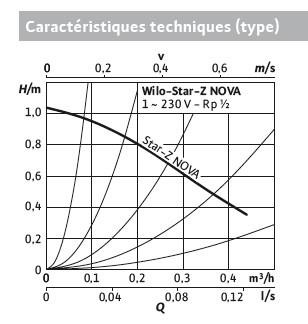 Caractéristiques techniques (type)
v
0 0,2 0,4 0,6 m/s
H/m
Wilo–Star–Z NOVA
1 ~ 230 V – Rp ½
1,0
Star–Z NOVA
0,8
0,6
0,4
0,2
0
0 0,1 0,2 0,3 0,4 m³/h
0 0,04 0,08 0,12 l/s
Q